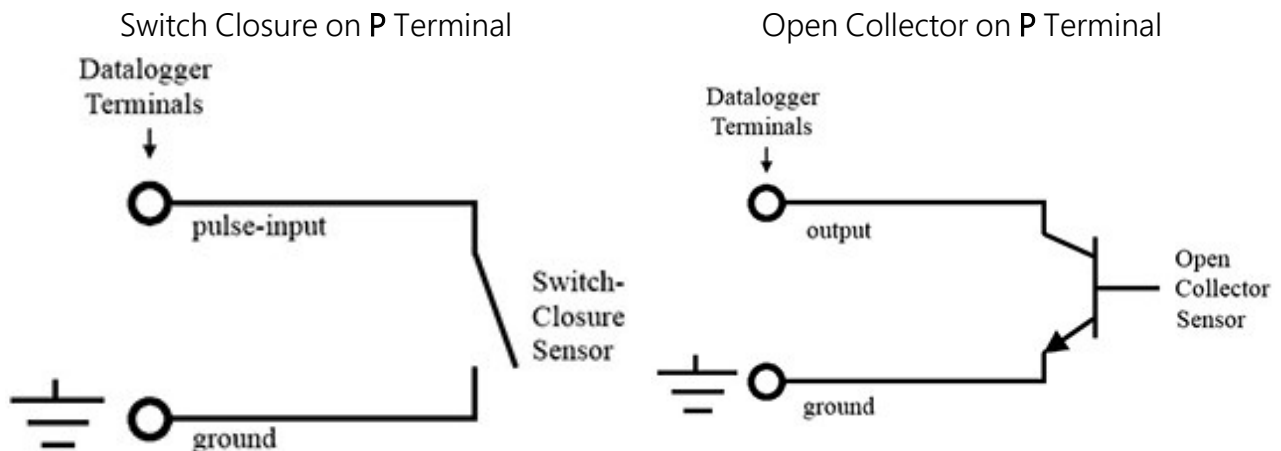 Switch Closure on P Terminal
Datalogger
Terminals
pulse-input
Switch-
Closure
Sensor
ground
Open Collector on P Terminal
Datalogger
Terminals
output
Open
Collector
Sensor
ground